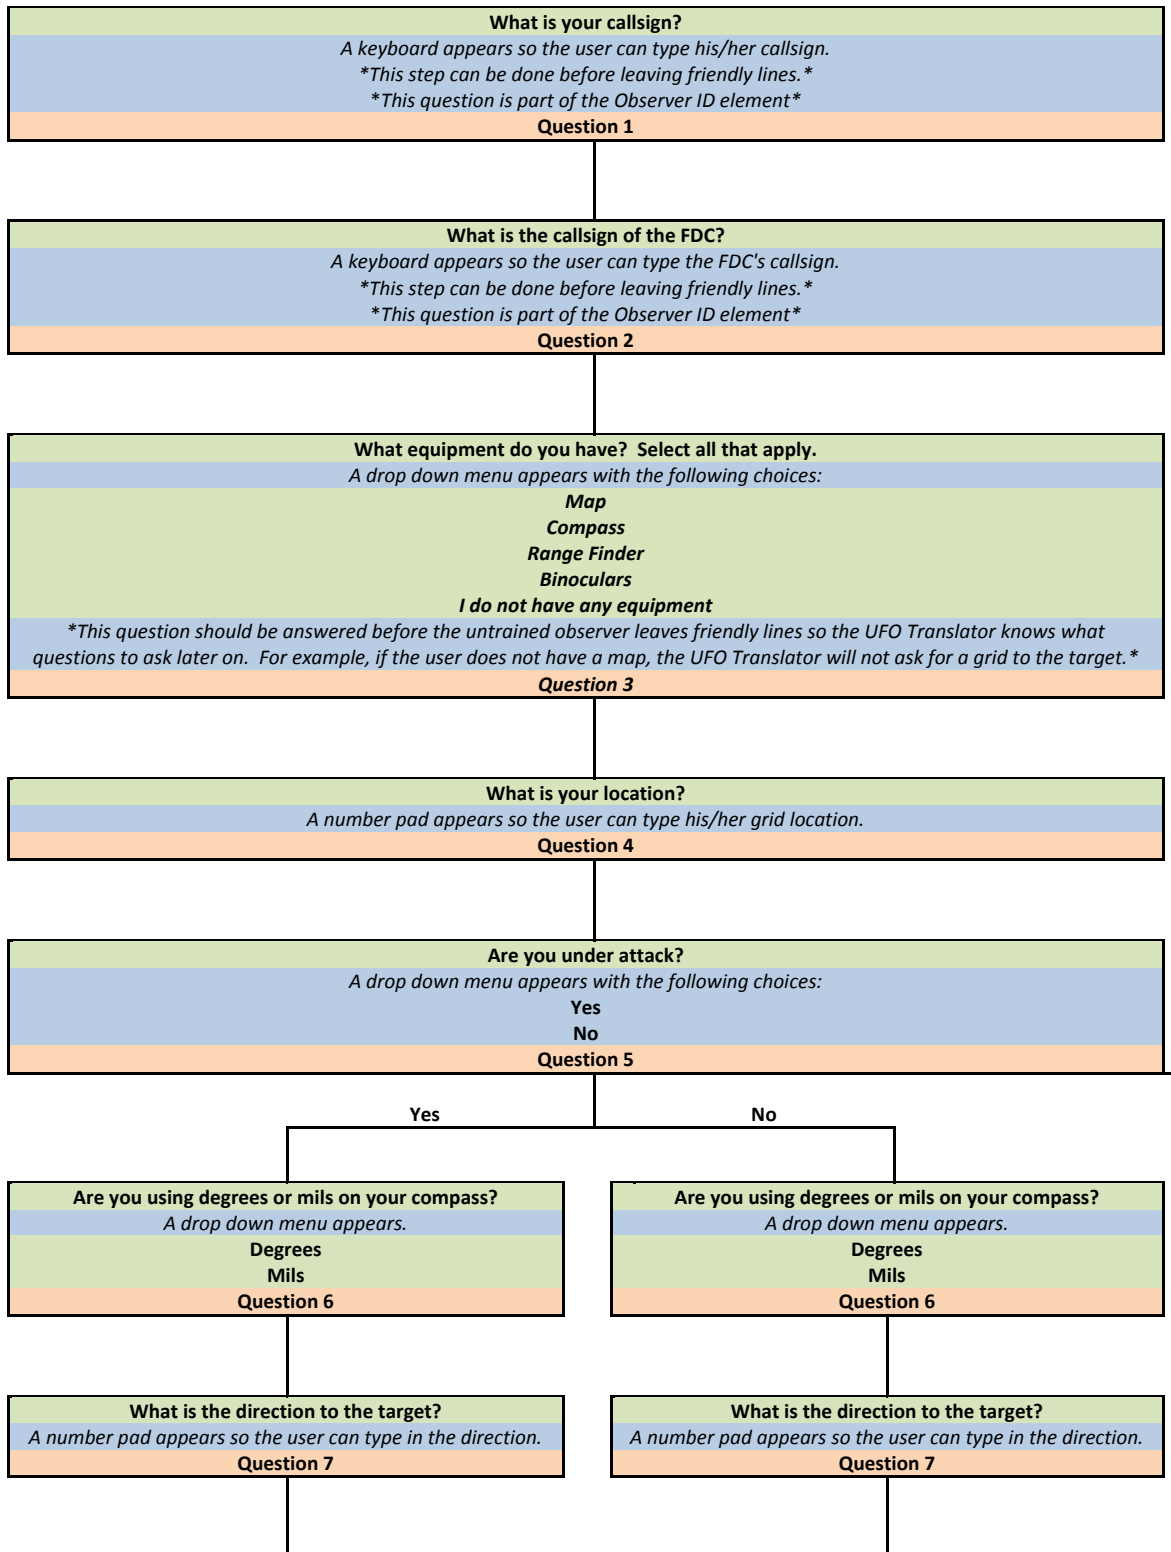 What is your callsign?
A keyboard appears so the user can type his/her callsign.
*This step can be done before leaving friendly lines.*
*This question is part of the Observer ID element*
Question 1
What is the callsign of the FDC?
A keyboard appears so the user can type the FDC's callsign.
*This step can be done before leaving friendly lines.*
*This question is part of the Observer ID element*
Question 2
What equipment do you have?  Select all that apply.
A drop down menu appears with the following choices:
Map
Compass
Range Finder
Binoculars
I do not have any equipment
*This question should be answered before the untrained observer leaves friendly lines so the UFO Translator knows what
questions to ask later on.  For example, if the user does not have a map, the UFO Translator will not ask for a grid to the target.*
Question 3
What is your location?
A number pad appears so the user can type his/her grid location.
Question 4
Are you under attack?
A drop down menu appears with the following choices:
Yes
No
Question 5
Yes
No
Are you using degrees or mils on your compass?
A drop down menu appears.
Degrees
Mils
Question 6
Are you using degrees or mils on your compass?
A drop down menu appears.
Degrees
Mils
Question 6
What is the direction to the target?
A number pad appears so the user can type in the direction.
Question 7
What is the direction to the target?
A number pad appears so the user can type in the direction.
Question 7